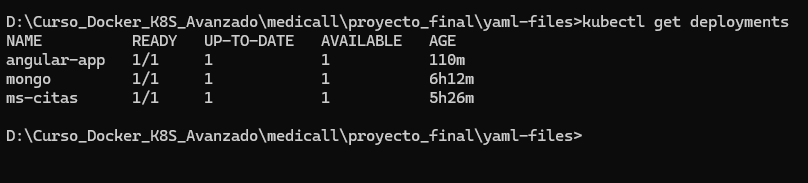 D:\Curso_Docker_K8S_Avanzado\medicall\proyecto_final\yaml-files>kubectl get deployments
NAME          READY   UP-TO-DATE   AVAILABLE   AGE
angular-app   1/1     1            1           110m
mongo         1/1     1            1           6h12m
ms-citas      1/1     1            1           5h26m
D:\Curso_Docker_K8S_Avanzado\medicall\proyecto_final\yaml-files>